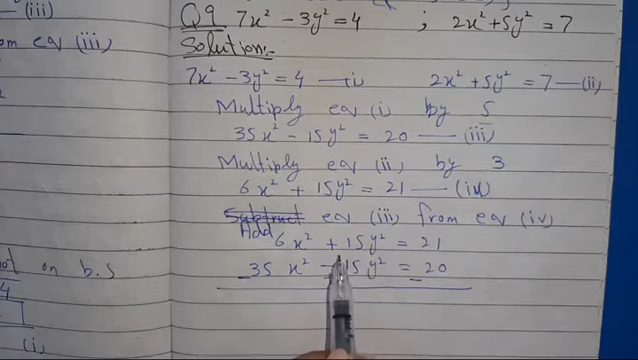 (iii)
om eq (iii)
Q9 7x² - 3y² = 4 ; 2x² + 5y² = 7
Solution:-
7x² - 3y² = 4 —(i) 2x² + 5y² = 7 —(ii)
Multiply eq (i) by 5
35x² - 15y² = 20 —(iii)
Multiply eq (ii) by 3
6x² + 15y² = 21 —(iv)
Subtract eq (iii) from eq (iv)
Add
6x² + 15y² = 21
35x² - 15y² = 20
on b.s
4
(i)